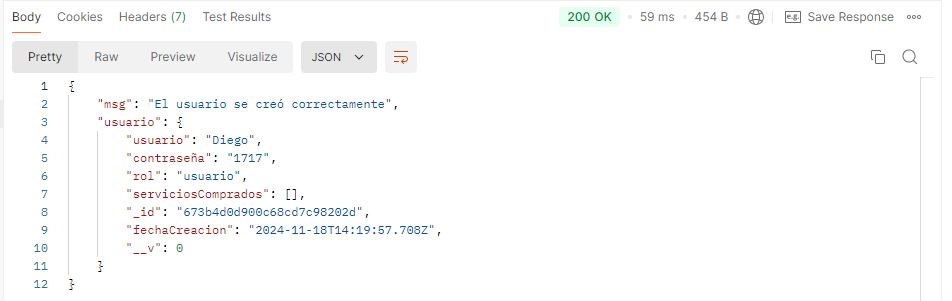 Body Cookies Headers (7) Test Results 200 OK 59 ms 454 B e.g. Save Response
Pretty Raw Preview Visualize JSON
1 {
2 "msg": "El usuario se creó correctamente",
3 "usuario": {
4 "usuario": "Diego",
5 "contraseña": "1717",
6 "rol": "usuario",
7 "serviciosComprados": [],
8 "_id": "673b4d0d900c68cd7c98202d",
9 "fechaCreacion": "2024-11-18T14:19:57.708Z",
10 "__v": 0
11 }
12 }